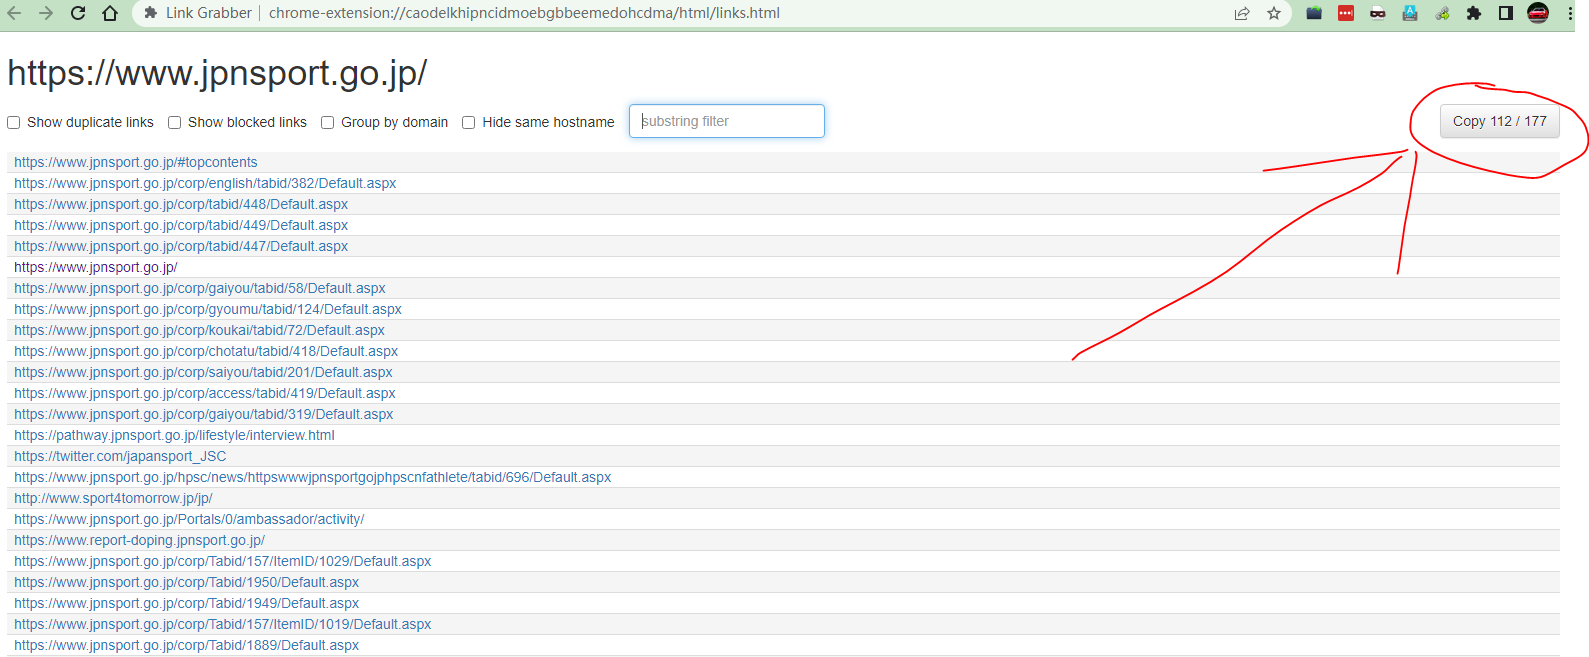 Link Grabber | chrome-extension://caodelkhipncidmoebgbbeemedohcdma/html/links.html
https://www.jpnsport.go.jp/
Show duplicate links Show blocked links Group by domain Hide same hostname substring filter Copy 112 / 177
https://www.jpnsport.go.jp/#topcontents
https://www.jpnsport.go.jp/corp/english/tabid/382/Default.aspx
https://www.jpnsport.go.jp/corp/tabid/448/Default.aspx
https://www.jpnsport.go.jp/corp/tabid/449/Default.aspx
https://www.jpnsport.go.jp/corp/tabid/447/Default.aspx
https://www.jpnsport.go.jp/
https://www.jpnsport.go.jp/corp/gaiyou/tabid/58/Default.aspx
https://www.jpnsport.go.jp/corp/gyoumu/tabid/124/Default.aspx
https://www.jpnsport.go.jp/corp/koukai/tabid/72/Default.aspx
https://www.jpnsport.go.jp/corp/chotatu/tabid/418/Default.aspx
https://www.jpnsport.go.jp/corp/saiyou/tabid/201/Default.aspx
https://www.jpnsport.go.jp/corp/access/tabid/419/Default.aspx
https://www.jpnsport.go.jp/corp/gaiyou/tabid/319/Default.aspx
https://pathway.jpnsport.go.jp/lifestyle/interview.html
https://twitter.com/japansport_JSC
https://www.jpnsport.go.jp/hpsc/news/httpswwwjpnsportgojphpscnfathlete/tabid/696/Default.aspx
http://www.sport4tomorrow.jp/jp/
https://www.jpnsport.go.jp/Portals/0/ambassador/activity/
https://www.report-doping.jpnsport.go.jp/
https://www.jpnsport.go.jp/corp/Tabid/157/ItemID/1029/Default.aspx
https://www.jpnsport.go.jp/corp/Tabid/1950/Default.aspx
https://www.jpnsport.go.jp/corp/Tabid/1949/Default.aspx
https://www.jpnsport.go.jp/corp/Tabid/157/ItemID/1019/Default.aspx
https://www.jpnsport.go.jp/corp/Tabid/1889/Default.aspx